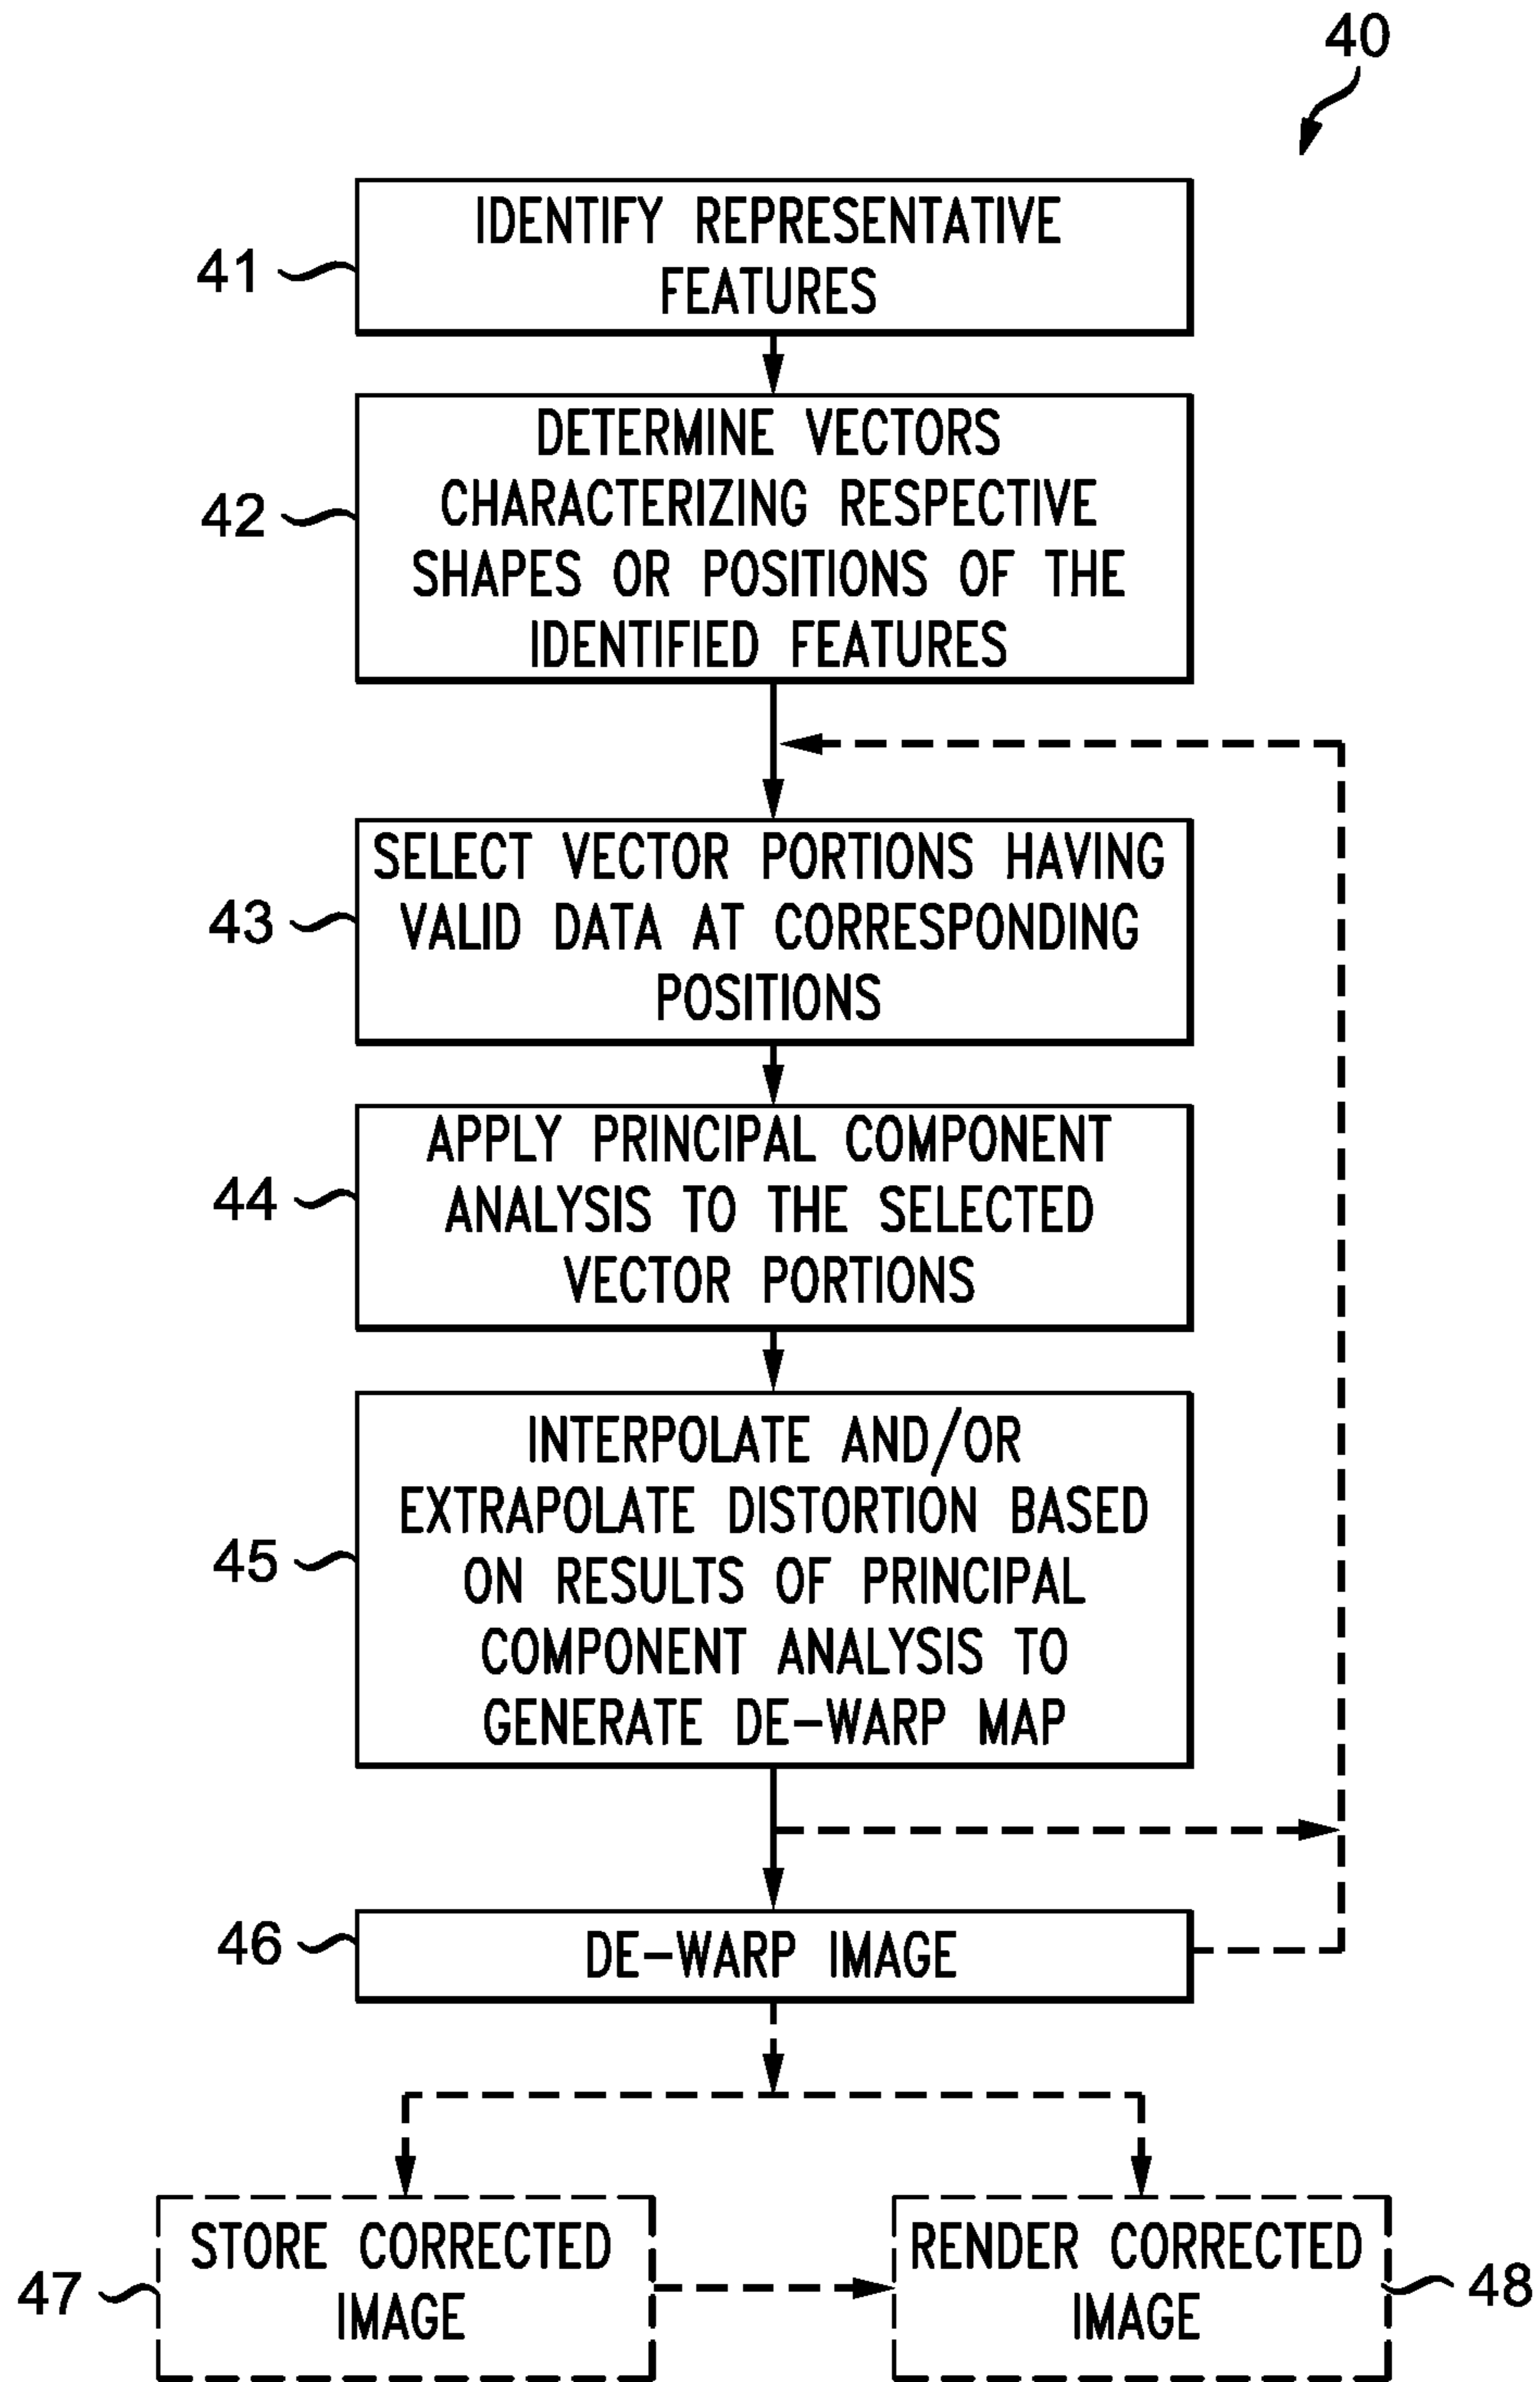 40
IDENTIFY REPRESENTATIVE
FEATURES
41
DETERMINE VECTORS
CHARACTERIZING RESPECTIVE
SHAPES OR POSITIONS OF THE
IDENTIFIED FEATURES
42
SELECT VECTOR PORTIONS HAVING
VALID DATA AT CORRESPONDING
POSITIONS
43
APPLY PRINCIPAL COMPONENT
ANALYSIS TO THE SELECTED
VECTOR PORTIONS
44
INTERPOLATE AND/OR
EXTRAPOLATE DISTORTION BASED
ON RESULTS OF PRINCIPAL
COMPONENT ANALYSIS TO
GENERATE DE-WARP MAP
45
DE-WARP IMAGE
46
STORE CORRECTED
IMAGE
47
RENDER CORRECTED
IMAGE
48